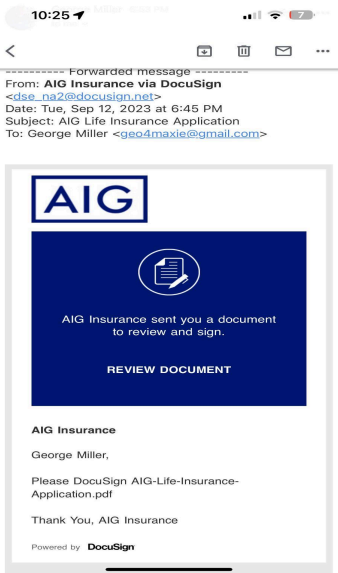 10:25
7
---------- Forwarded message ---------
From: AIG Insurance via DocuSign
<dse_na2@docusign.net>
Date: Tue, Sep 12, 2023 at 6:45 PM
Subject: AIG Life Insurance Application
To: George Miller <geo4maxie@gmail.com>
AIG
AIG Insurance sent you a document
to review and sign.
REVIEW DOCUMENT
AIG Insurance
George Miller,
Please DocuSign AIG-Life-Insurance-
Application.pdf
Thank You, AIG Insurance
Powered by DocuSign